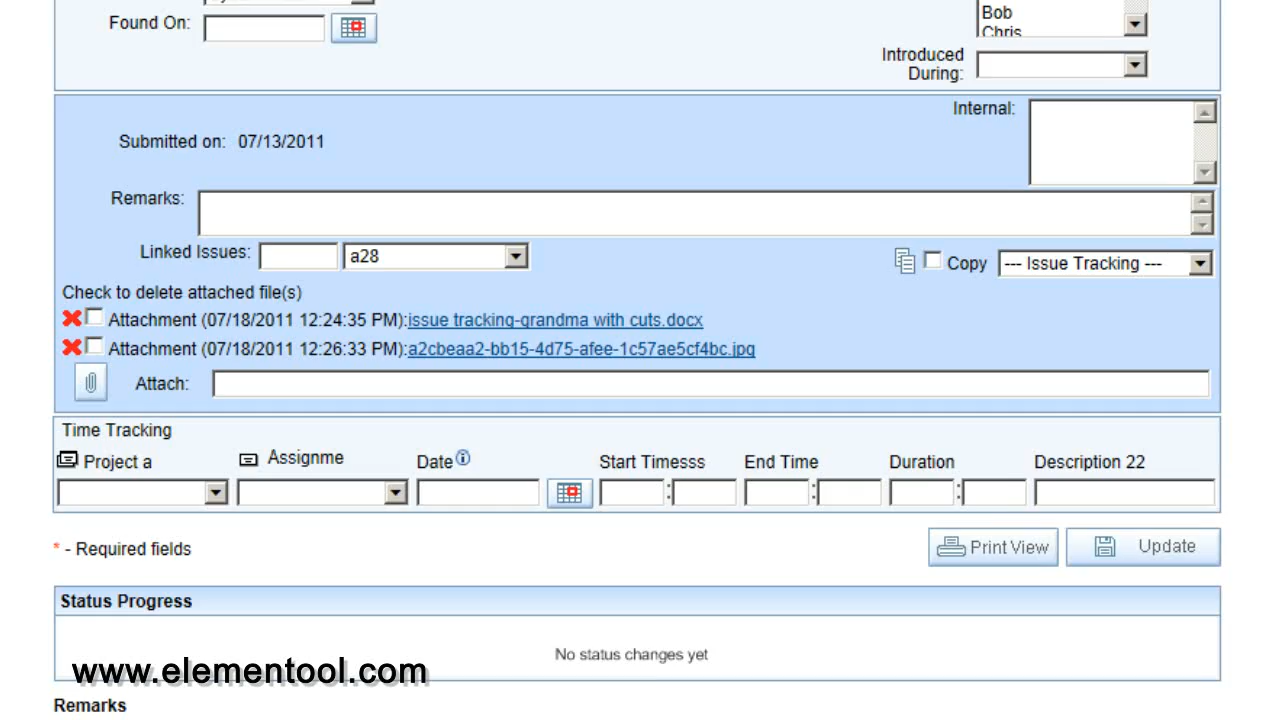 Found On:
Bob
Chris
Introduced
During:
Internal:
Submitted on: 07/13/2011
Remarks:
Linked Issues: a28
Copy --- Issue Tracking ---
Check to delete attached file(s)
Attachment (07/18/2011 12:24:35 PM):issue tracking-grandma with cuts.docx
Attachment (07/18/2011 12:26:33 PM):a2cbeaa2-bb15-4d75-afee-1c57ae5cf4bc.jpg
Attach:
Time Tracking
Project a Assignme Date Start Timesss End Time Duration Description 22
: : :
* - Required fields
Print View Update
Status Progress
No status changes yet
www.elementool.com
Remarks